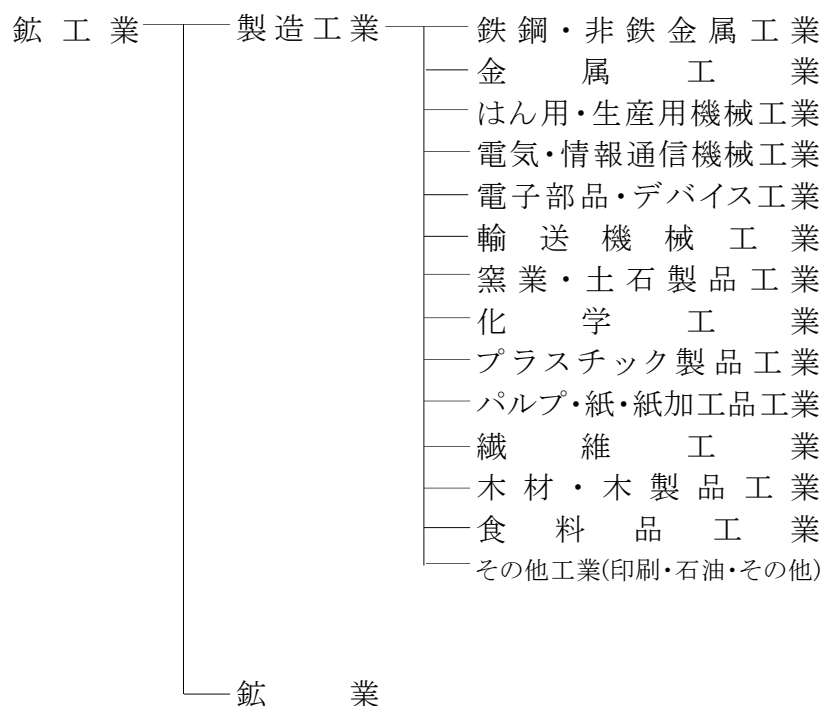 鉱工業 製造工業 鉄鋼・非鉄金属工業
金属工業
はん用・生産用機械工業
電気・情報通信機械工業
電子部品・デバイス工業
輸送機械工業
窯業・土石製品工業
化学工業
プラスチック製品工業
パルプ・紙・紙加工品工業
繊維工業
木材・木製品工業
食料品工業
その他工業(印刷・石油・その他)
鉱業